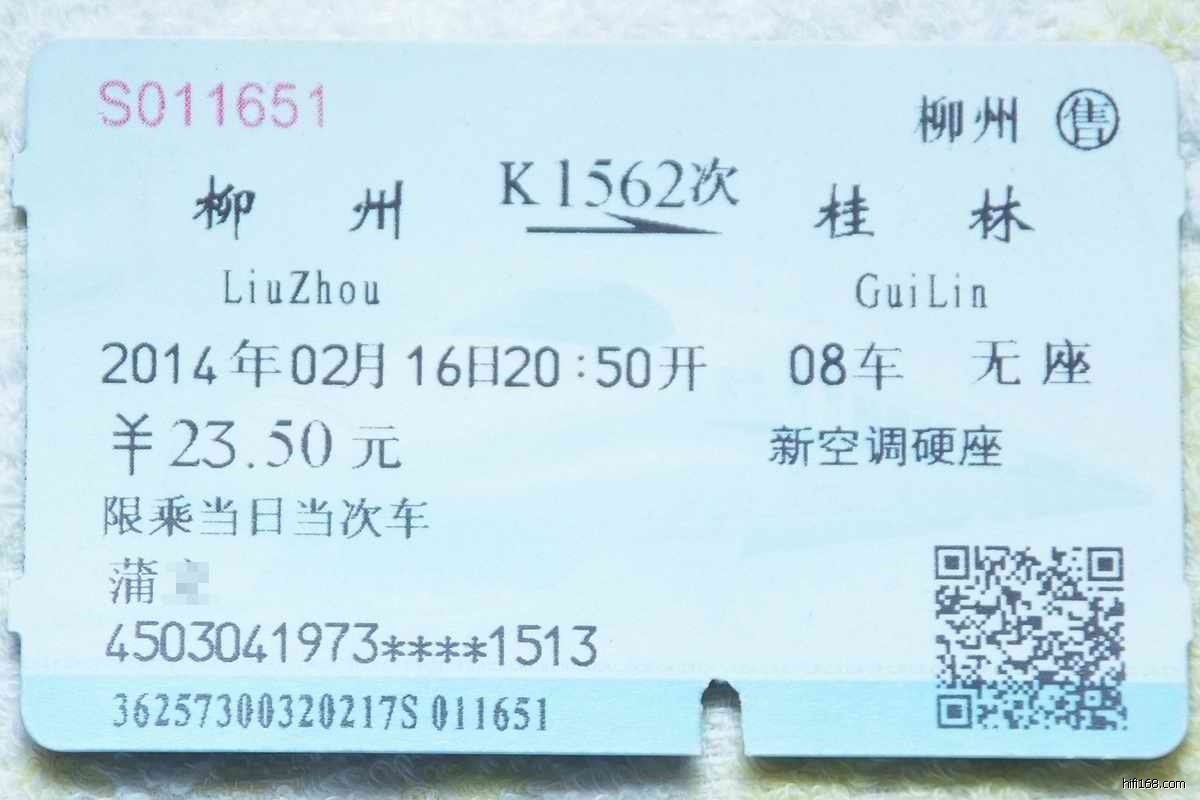 S011651
柳州 售
柳州 K1562次 桂林
LiuZhou GuiLin
2014年02月16日20:50开 08车 无座
￥23.50元 新空调硬座
限乘当日当次车
蒲
4503041973****1513
36257300320217S 011651
hifi168.com